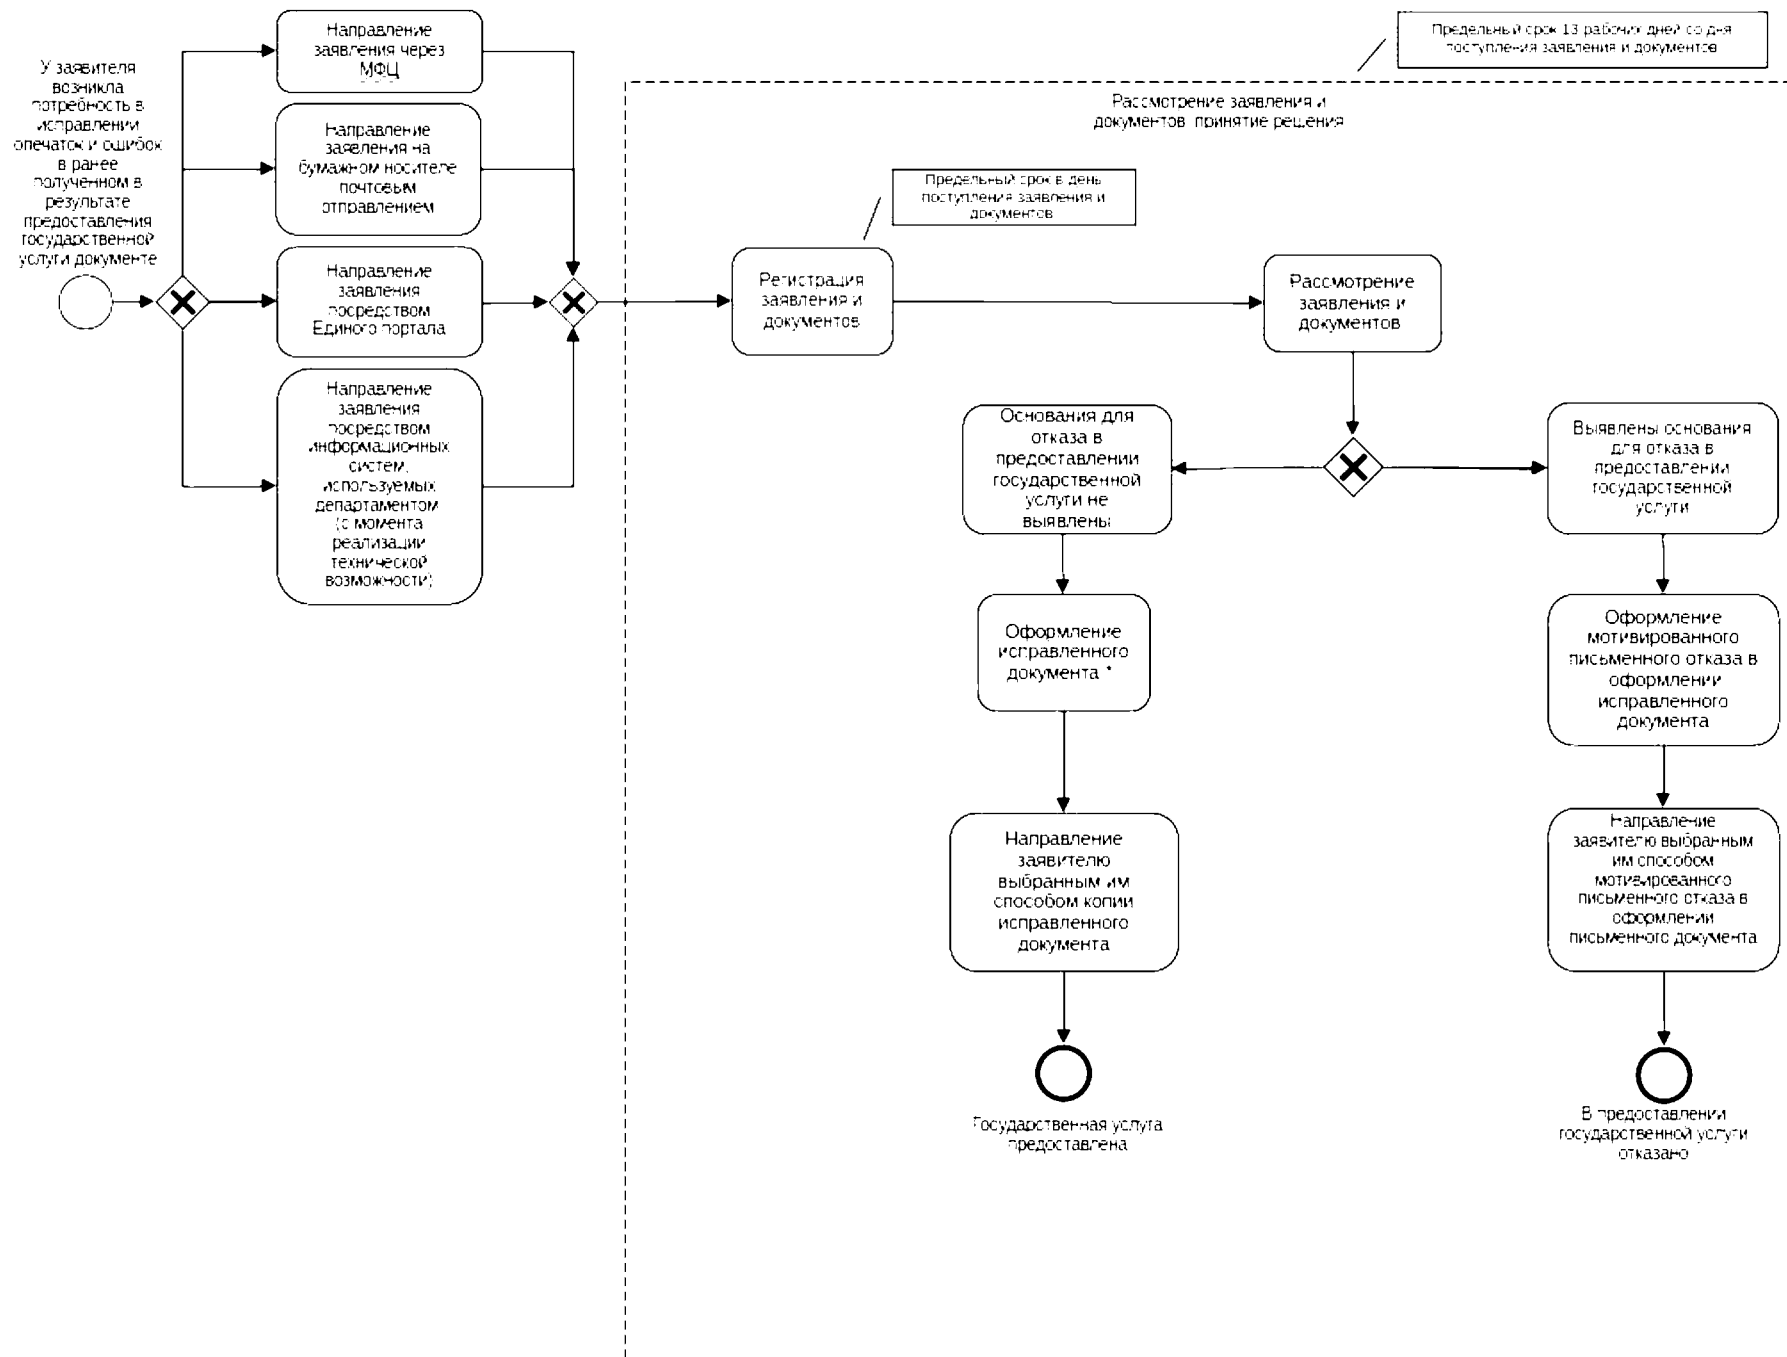 У заявителя
возникла
потребность в
исправлении
опечаток и ошибок
в ранее
полученном в
результате
предоставления
государственной
услуги документе
Направление
заявления через
МФЦ
Направление
заявления на
бумажном носителе
почтовым
отправлением
Направление
заявления
посредством
Единого портала
Направление
заявления
посредством
информационных
систем,
используемых
департаментом
(с момента
реализации
технической
возможности)
Предельный срок 13 рабочих дней со дня
поступления заявления и документов
Рассмотрение заявления и
документов принятие решения
Предельный срок в день
поступления заявления и
документов
Регистрация
заявления и
документов
Рассмотрение
заявления и
документов
Основания для
отказа в
предоставлении
государственной
услуги не
выявлены
Выявлены основания
для отказа в
предоставлении
государственной
услуги
Оформление
исправленного
документа *
Оформление
мотивированного
письменного отказа в
оформлении
исправленного
документа
Направление
заявителю
выбранным им
способом копии
исправленного
документа
Направление
заявителю выбранным
им способом
мотивированного
письменного отказа в
оформлении
письменного документа
Государственная услуга
предоставлена
В предоставлении
государственной услуги
отказано